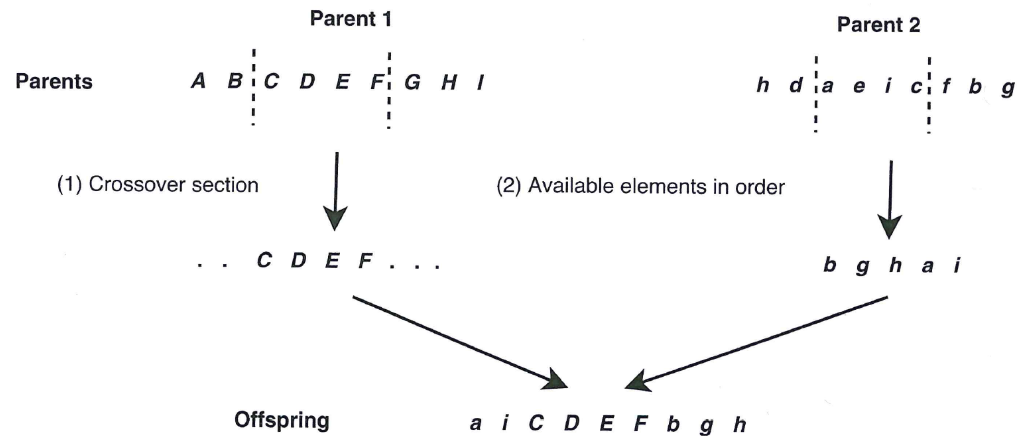 Parent 1
Parent 2
Parents A B C D E F G H I h d a e i c f b g
(1) Crossover section (2) Available elements in order
. . C D E F . . . b g h a i
Offspring a i C D E F b g h